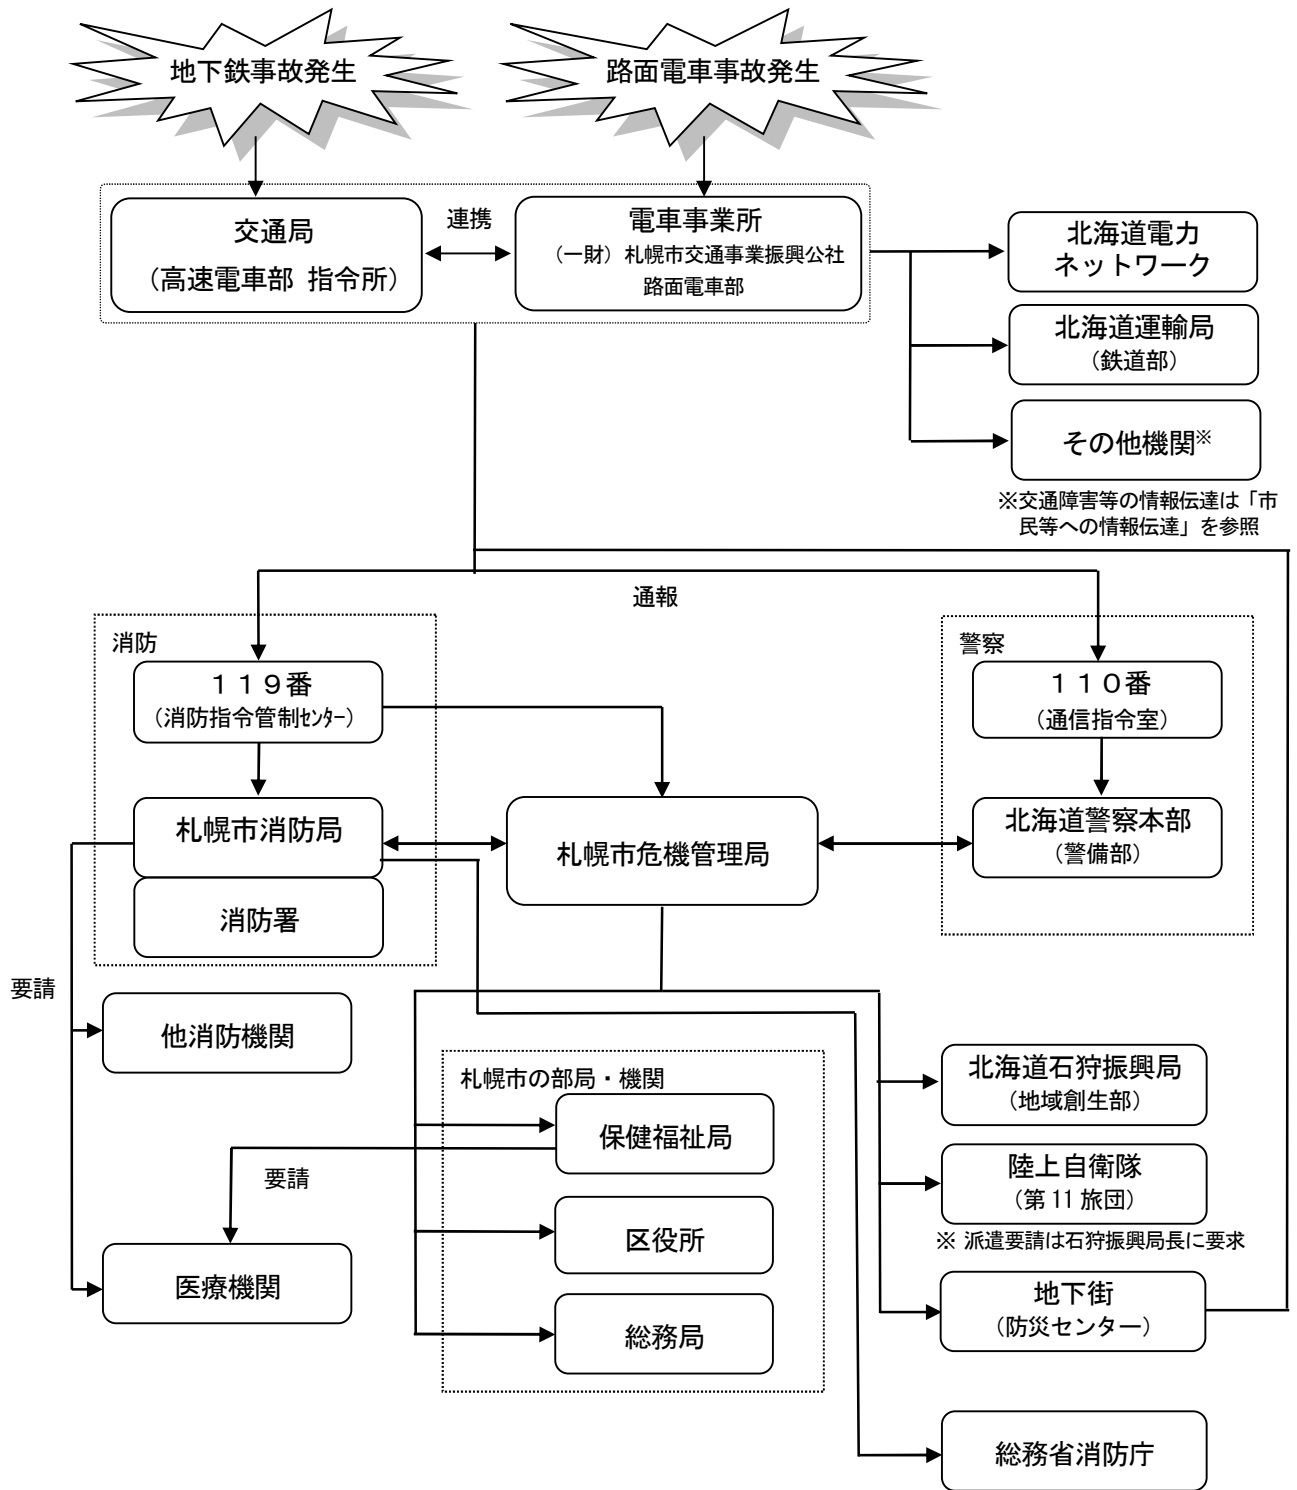 地下鉄事故発生
路面電車事故発生
交通局
（高速電車部 指令所）
連携
電車事業所
（一財）札幌市交通事業振興公社
路面電車部
北海道電力
ネットワーク
北海道運輸局
（鉄道部）
その他機関※
※交通障害等の情報伝達は「市
民等への情報伝達」を参照
通報
消防
１１９番
（消防指令管制ｾﾝﾀｰ）
警察
１１０番
（通信指令室）
札幌市消防局
消防署
札幌市危機管理局
北海道警察本部
（警備部）
要請
他消防機関
札幌市の部局・機関
保健福祉局
要請
区役所
医療機関
総務局
北海道石狩振興局
（地域創生部）
陸上自衛隊
（第 11 旅団）
※ 派遣要請は石狩振興局長に要求
地下街
（防災センター）
総務省消防庁